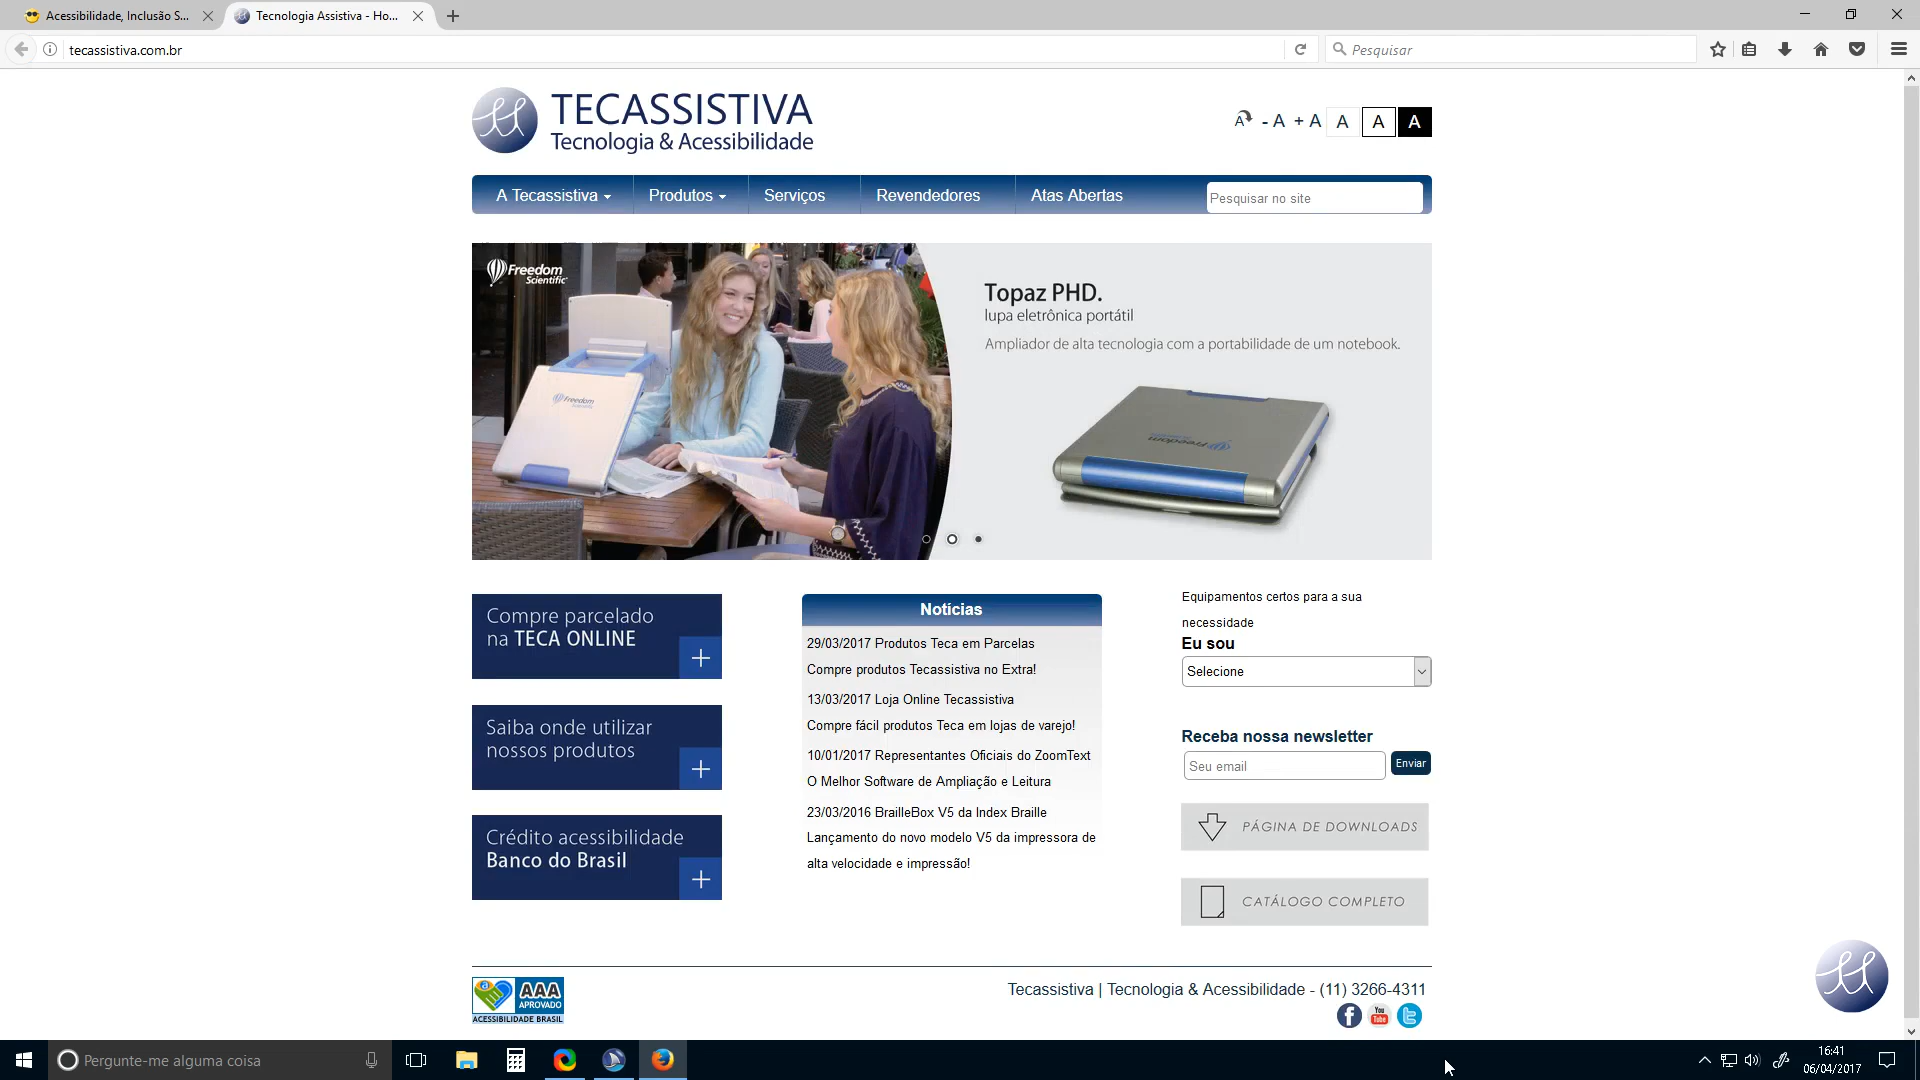 Acessibilidade, Inclusão S...
Tecnologia Assistiva - Ho...
tecassistiva.com.br
Pesquisar
TECASSISTIVA
Tecnologia & Acessibilidade
A - A + A A A A
A Tecassistiva Produtos Serviços Revendedores Atas Abertas
Pesquisar no site
Freedom
Scientific
Topaz PHD.
lupa eletrônica portátil
Ampliador de alta tecnologia com a portabilidade de um notebook.
Freedom
Freedom
Compre parcelado
na TECA ONLINE
Saiba onde utilizar
nossos produtos
Crédito acessibilidade
Banco do Brasil
Notícias
29/03/2017 Produtos Teca em Parcelas
Compre produtos Tecassistiva no Extra!
13/03/2017 Loja Online Tecassistiva
Compre fácil produtos Teca em lojas de varejo!
10/01/2017 Representantes Oficiais do ZoomText
O Melhor Software de Ampliação e Leitura
23/03/2016 BrailleBox V5 da Index Braille
Lançamento do novo modelo V5 da impressora de
alta velocidade e impressão!
Equipamentos certos para a sua
necessidade
Eu sou
Selecione
Receba nossa newsletter
Seu email
Enviar
PÁGINA DE DOWNLOADS
CATÁLOGO COMPLETO
AAA
APROVADO
ACESSIBILIDADE BRASIL
Tecassistiva | Tecnologia & Acessibilidade - (11) 3266-4311
You
Tube
Pergunte-me alguma coisa
16:41
06/04/2017